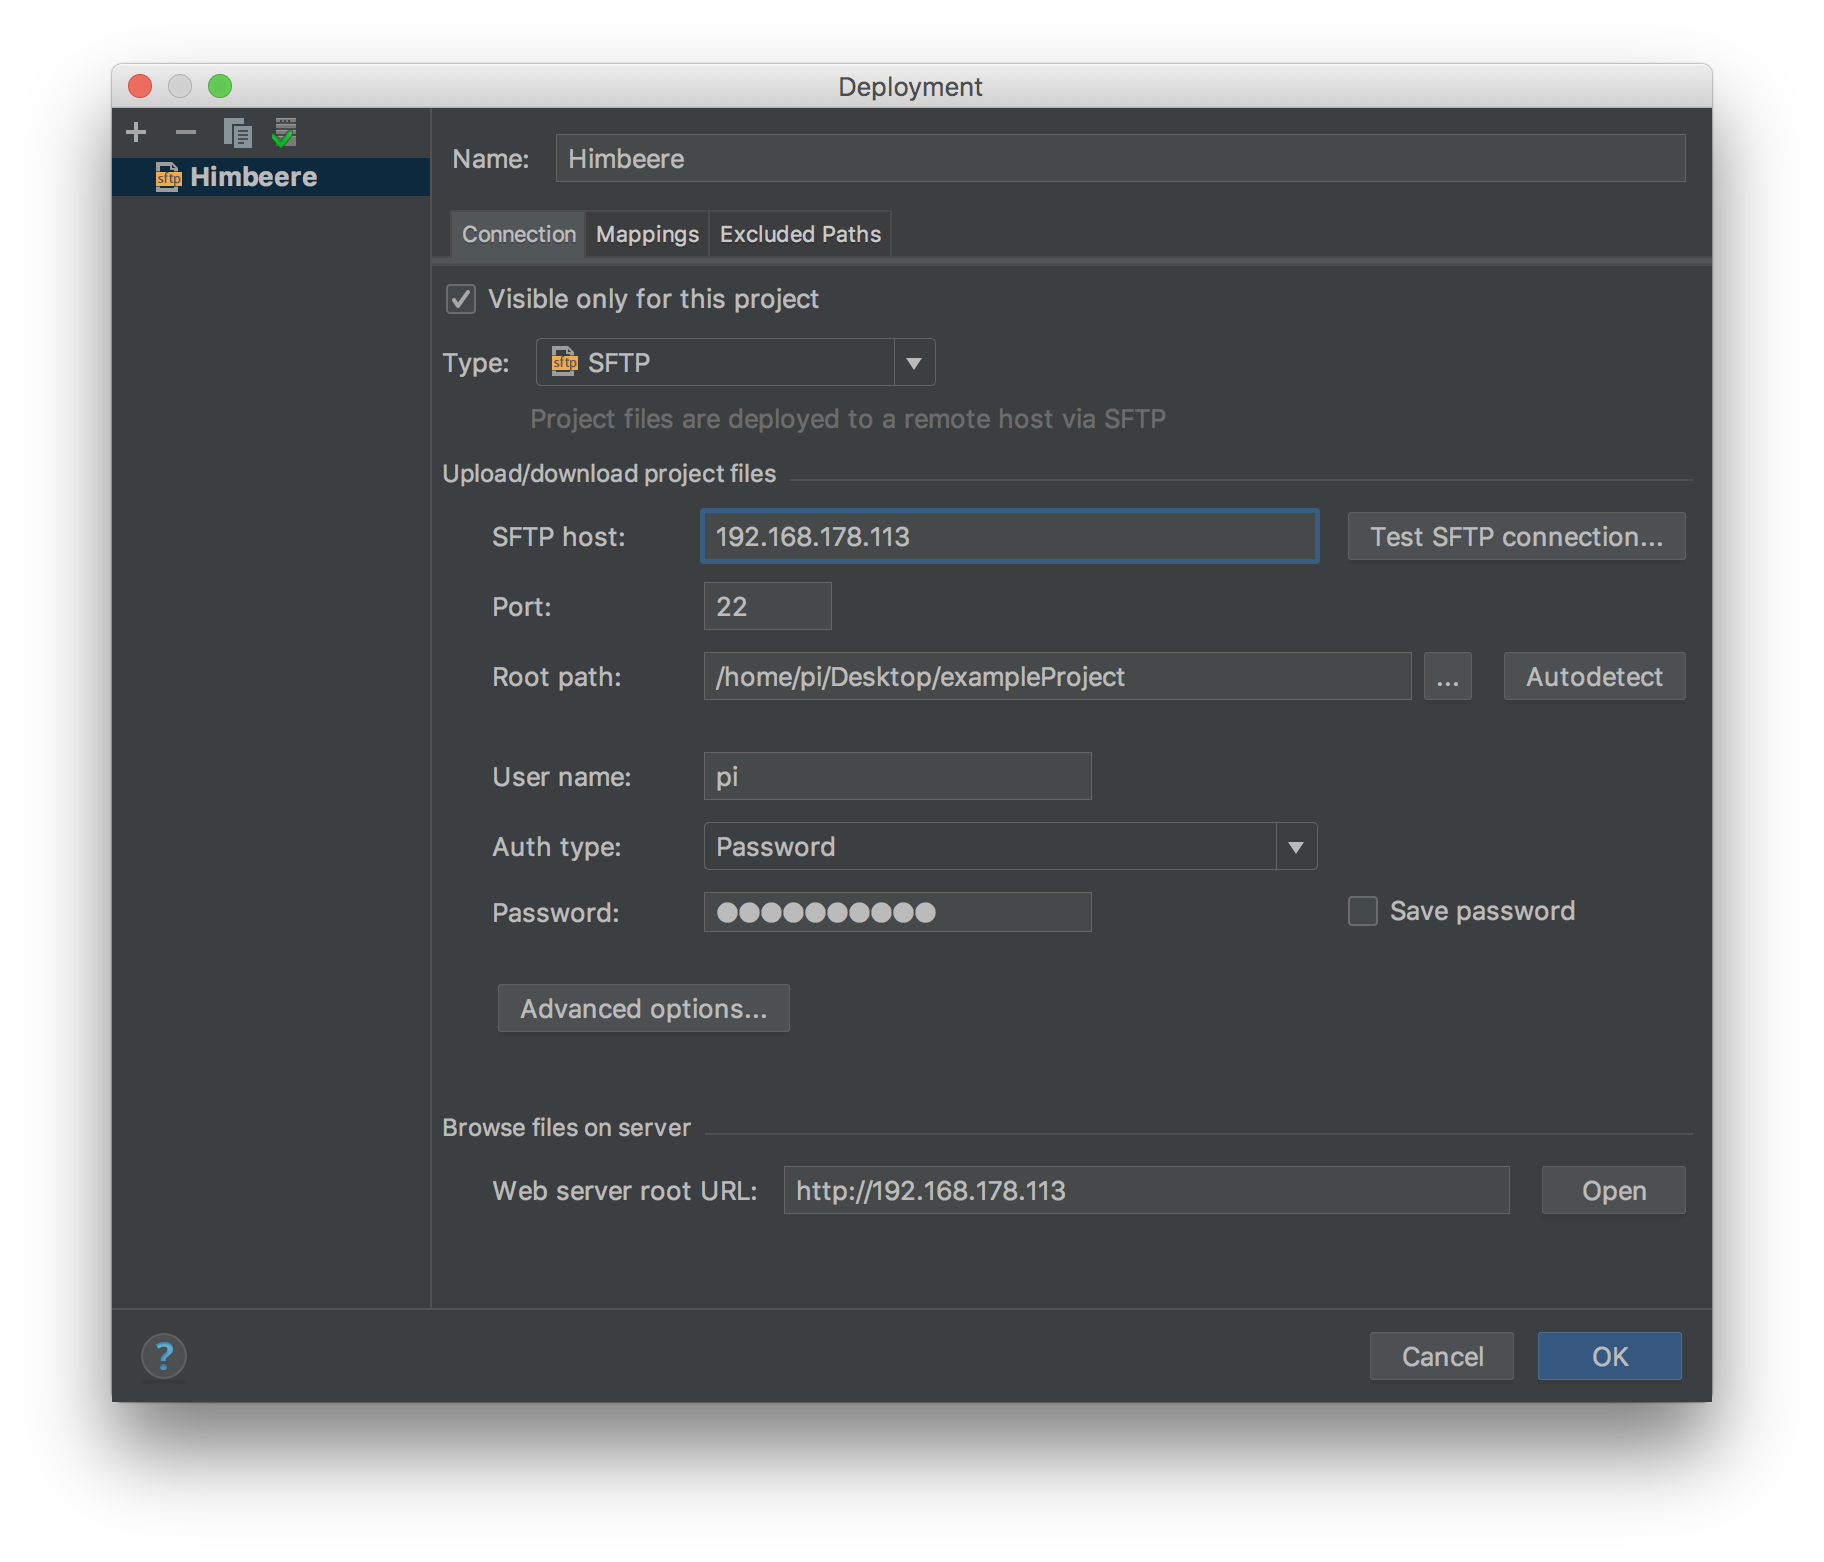 Deployment
sftp Himbeere
Name: Himbeere
Connection Mappings Excluded Paths
Visible only for this project
Type: sftp SFTP
Project files are deployed to a remote host via SFTP
Upload/download project files
SFTP host: 192.168.178.113 Test SFTP connection...
Port: 22
Root path: /home/pi/Desktop/exampleProject ... Autodetect
User name: pi
Auth type: Password
Password: ●●●●●●●●●● Save password
Advanced options...
Browse files on server
Web server root URL: http://192.168.178.113 Open
? Cancel OK